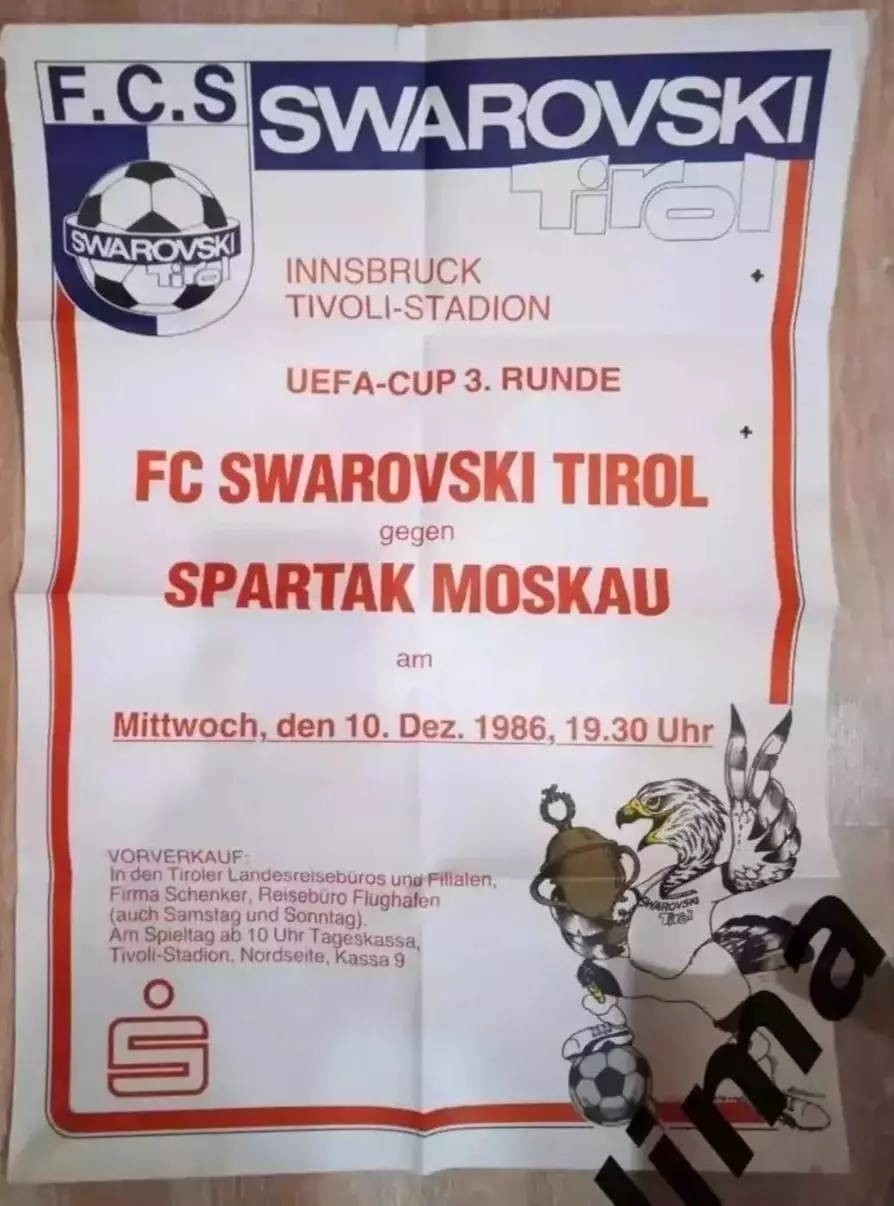 F.C.S
SWAROVSKI
Tirol
SWAROVSKI
Tirol
INNSBRUCK
TIVOLI-STADION
UEFA-CUP 3. RUNDE
FC SWAROVSKI TIROL
gegen
SPARTAK MOSKAU
am
Mittwoch, den 10. Dez. 1986, 19.30 Uhr
VORVERKAUF:
In den Tiroler Landesreisebüros und Filialen,
Firma Schenker, Reisebüro Flughafen
(auch Samstag und Sonntag).
Am Spieltag ab 10 Uhr Tageskassa,
Tivoli-Stadion, Nordseite, Kassa 9
SWAROVSKI
Tirol
lima